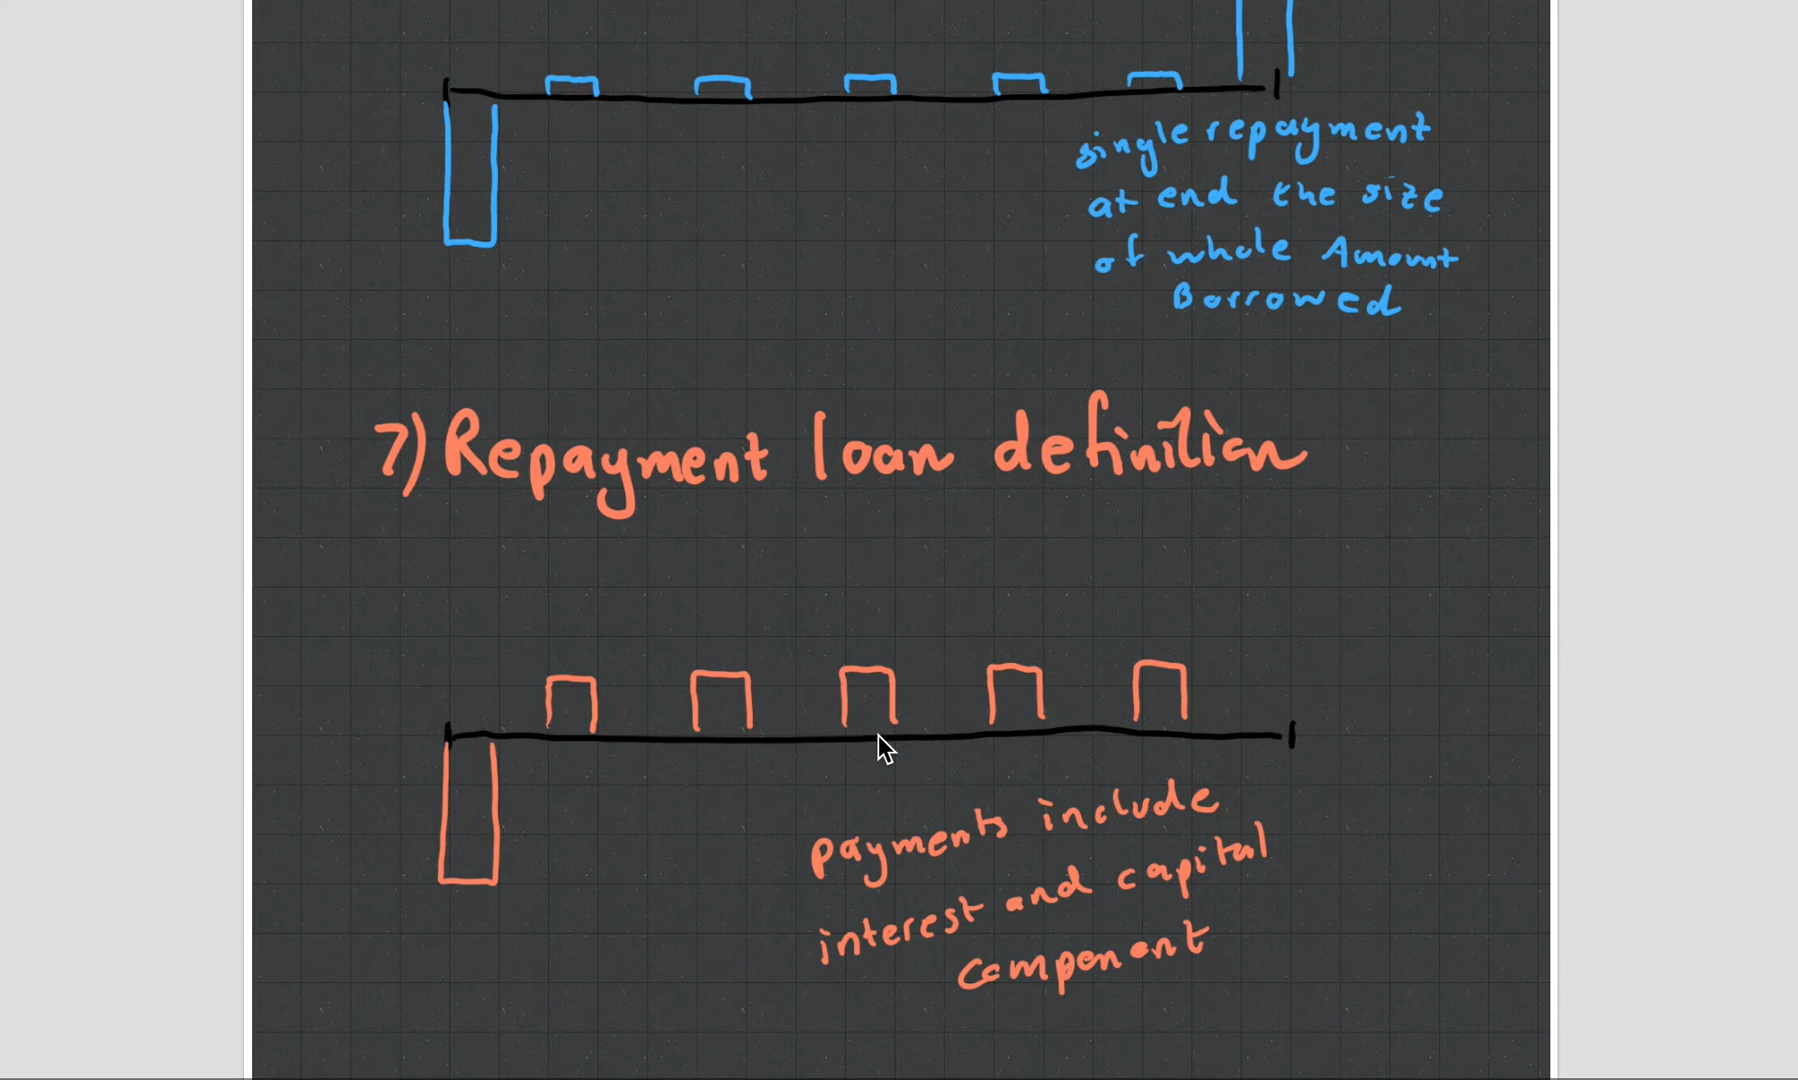 single repayment
at end the size
of whole Amount
Borrowed
7) Repayment loan definition
payments include
interest and capital
component